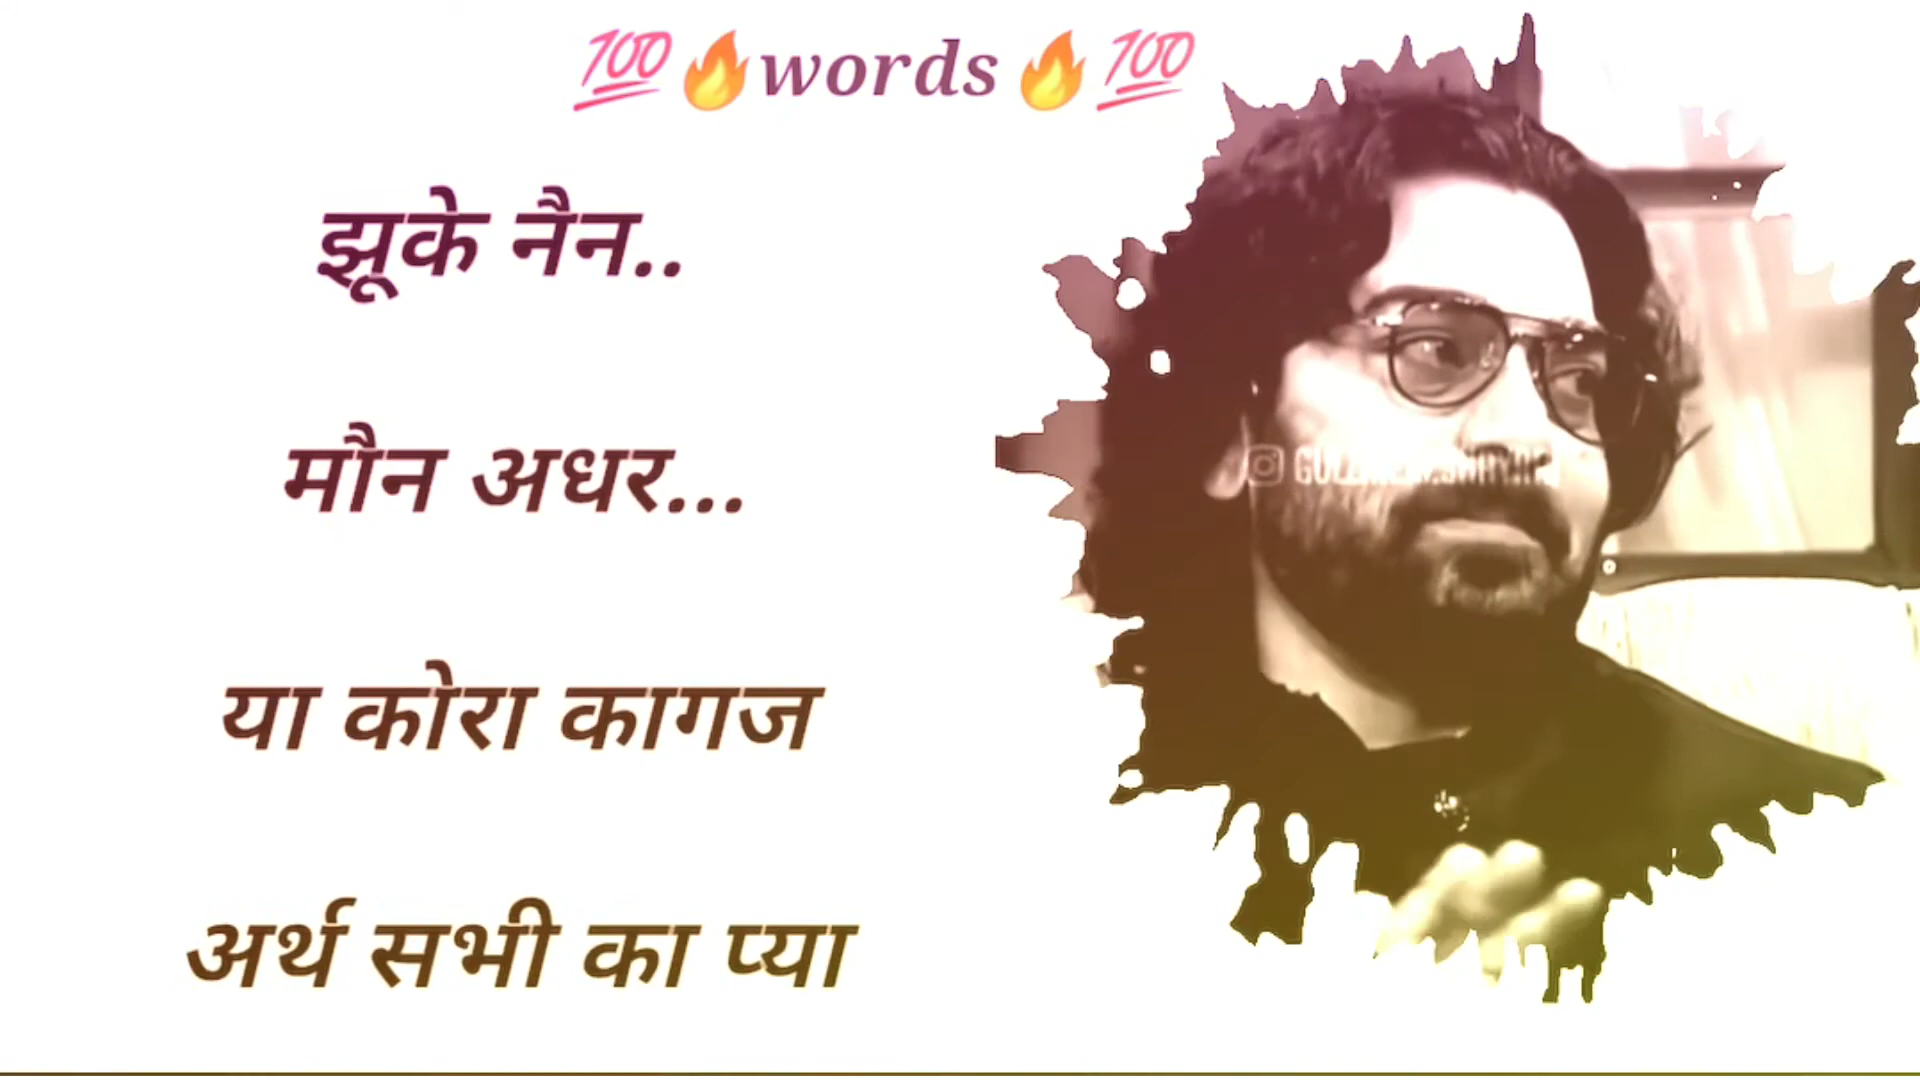 💯🔥words🔥💯
झूके नैन..
मौन अधर...
या कोरा कागज
अर्थ सभी का प्या